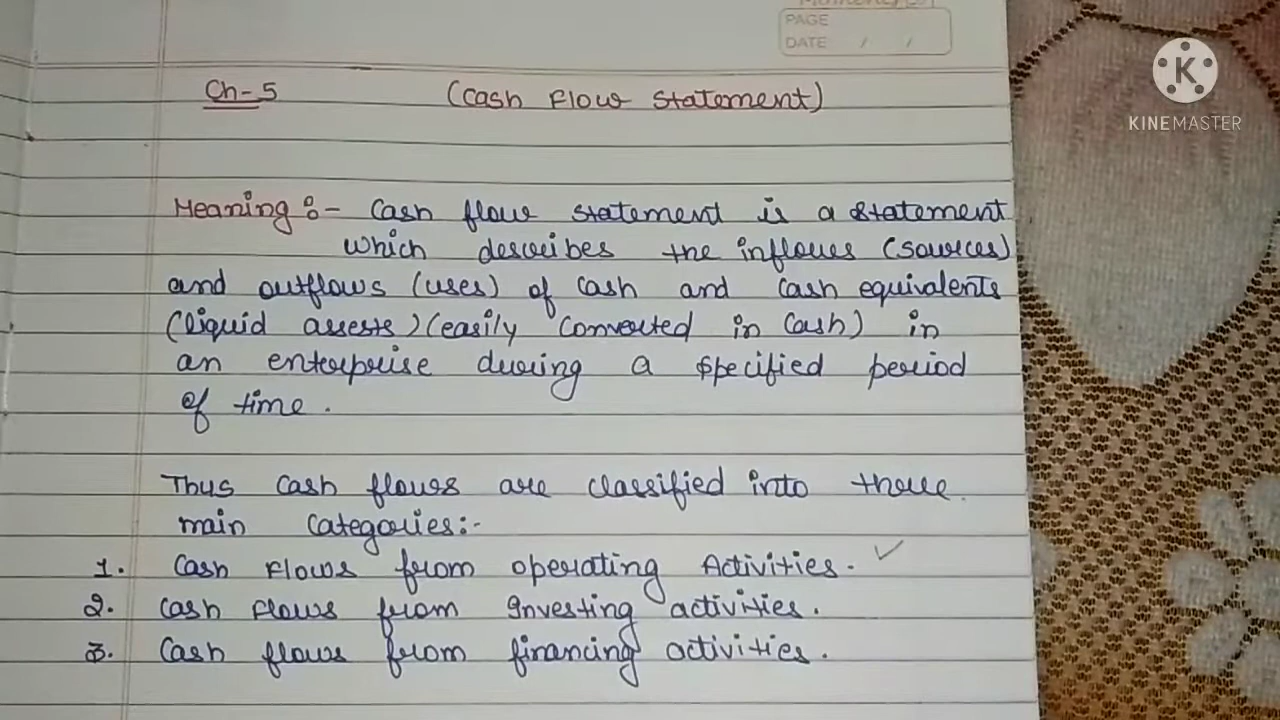 PAGE
DATE / /
K
KINEMASTER
Ch-5 (Cash Flow Statement)
Meaning :- Cash flow statement is a statement
which describes the inflows (sources)
and outflows (uses) of cash and cash equivalents
(liquid assests) (easily converted in cash) in
an enterprise during a specified period
of time.
Thus cash flows are classified into three
main categories:-
1. Cash Flows from operating Activities. ✓
2. Cash Flows from Investing activities.
3. Cash flows from financing activities.